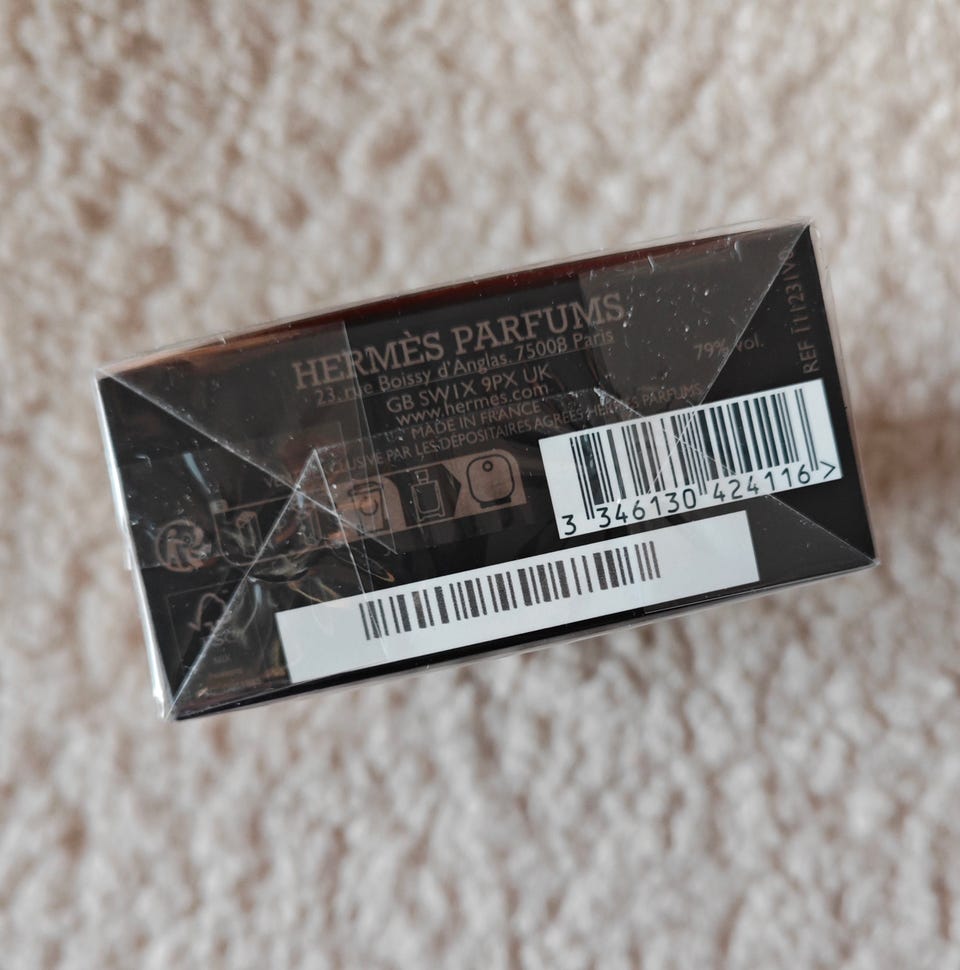 HERMÈS PARFUMS
23, rue Boissy d'Anglas. 75008 Paris
GB SW1X 9PX UK
www.hermes.com
MADE IN FRANCE
PAR LES DÉPOSITAIRES AGRÉÉS HERMÈS PARFUMS
79% vol.
3 346130 424116 >
MIX